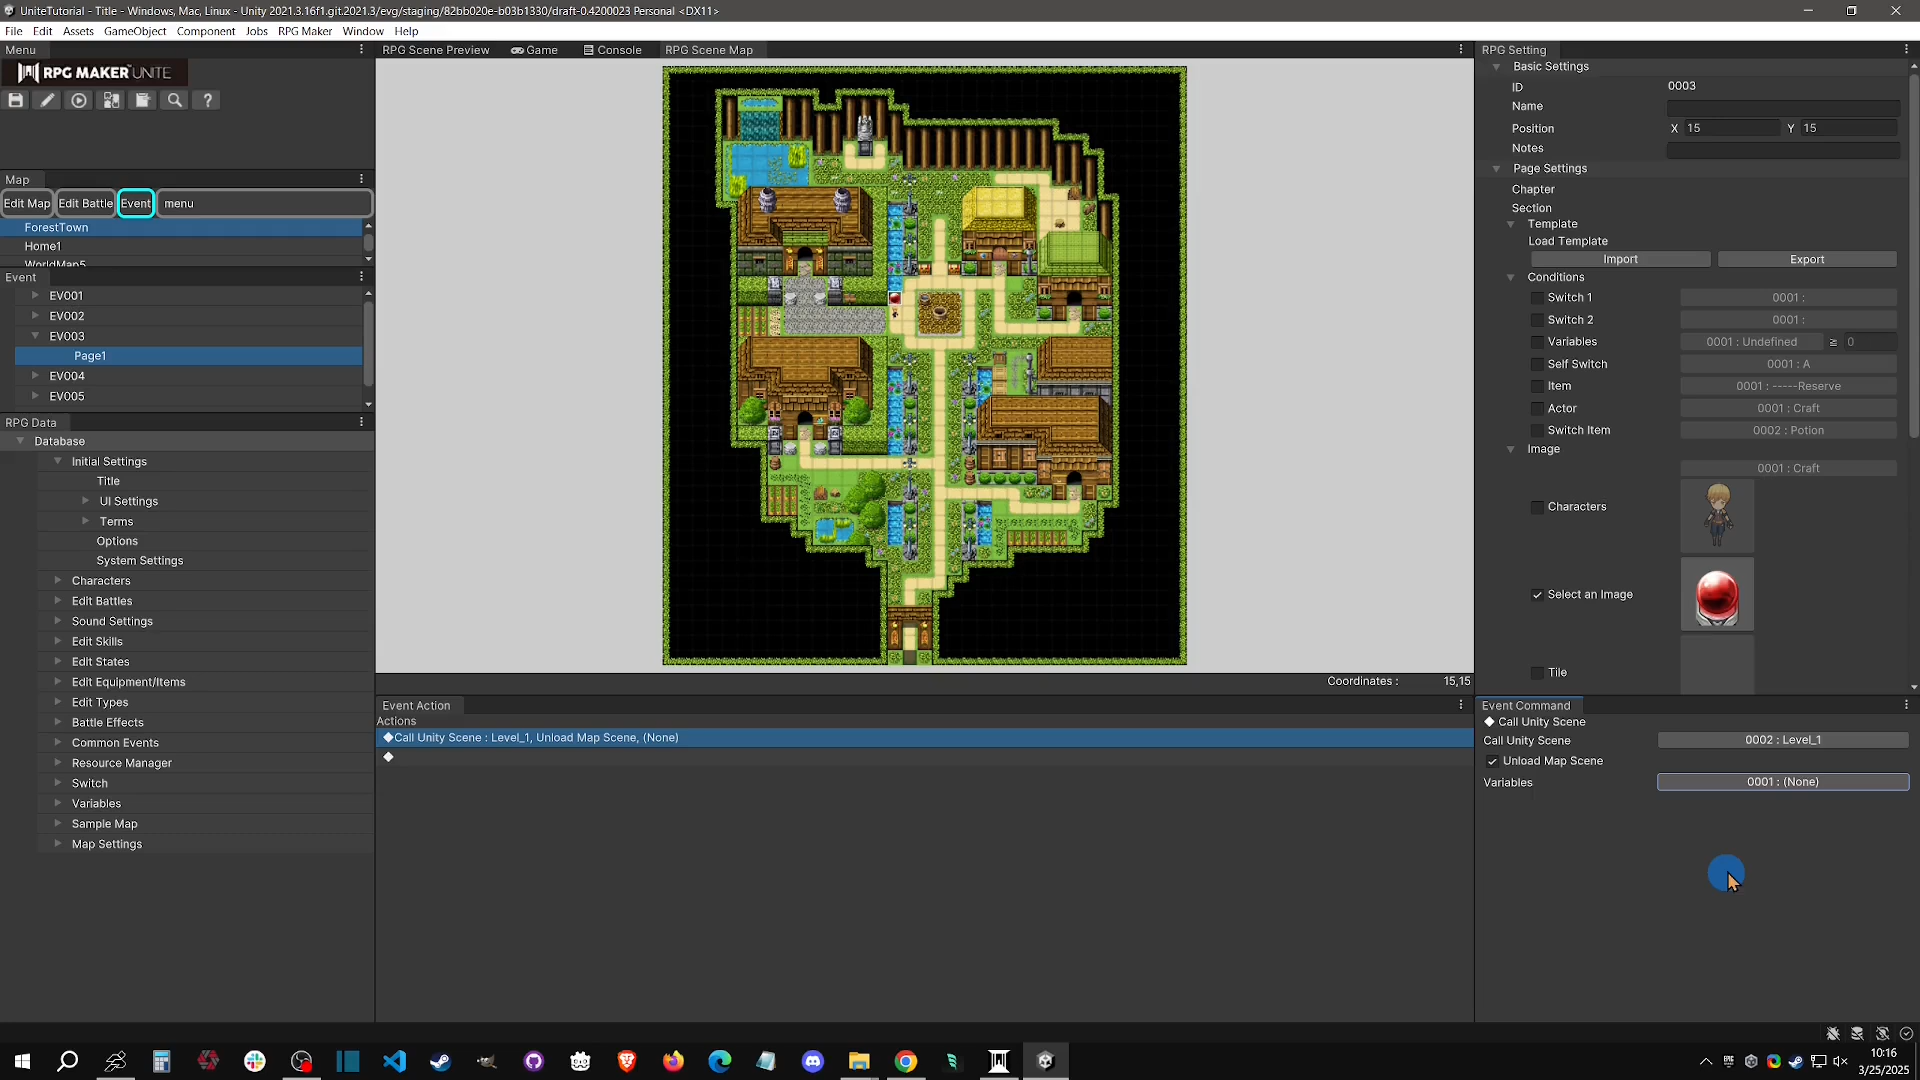 UniteTutorial - Title - Windows, Mac, Linux - Unity 2021.3.16f1.git.2021.3/evg/staging/82bb020e-b03b1330/draft-0.4200023 Personal <DX11>
File Edit Assets GameObject Component Jobs RPG Maker Window Help
Menu
RPG MAKER UNITE
Map
Edit Map Edit Battle Event menu
ForestTown
Home1
WorldMap5
Event
EV001
EV002
EV003
Page1
EV004
EV005
RPG Data
Database
Initial Settings
Title
UI Settings
Terms
Options
System Settings
Characters
Edit Battles
Sound Settings
Edit Skills
Edit States
Edit Equipment/Items
Edit Types
Battle Effects
Common Events
Resource Manager
Switch
Variables
Sample Map
Map Settings
RPG Scene Preview Game Console RPG Scene Map
Coordinates : 15,15
Event Action
Actions
◆Call Unity Scene : Level_1, Unload Map Scene, (None)
◆
RPG Setting
Basic Settings
ID 0003
Name
Position X 15 Y 15
Notes
Page Settings
Chapter
Section
Template
Load Template
Import Export
Conditions
Switch 1 0001 :
Switch 2 0001 :
Variables 0001 : Undefined ≥ 0
Self Switch 0001 : A
Item 0001 : -----Reserve
Actor 0001 : Craft
Switch Item 0002 : Potion
Image
0001 : Craft
Characters
Select an Image
Tile
Event Command
◆ Call Unity Scene
Call Unity Scene 0002 : Level_1
Unload Map Scene
Variables 0001 : (None)
10:16
3/25/2025